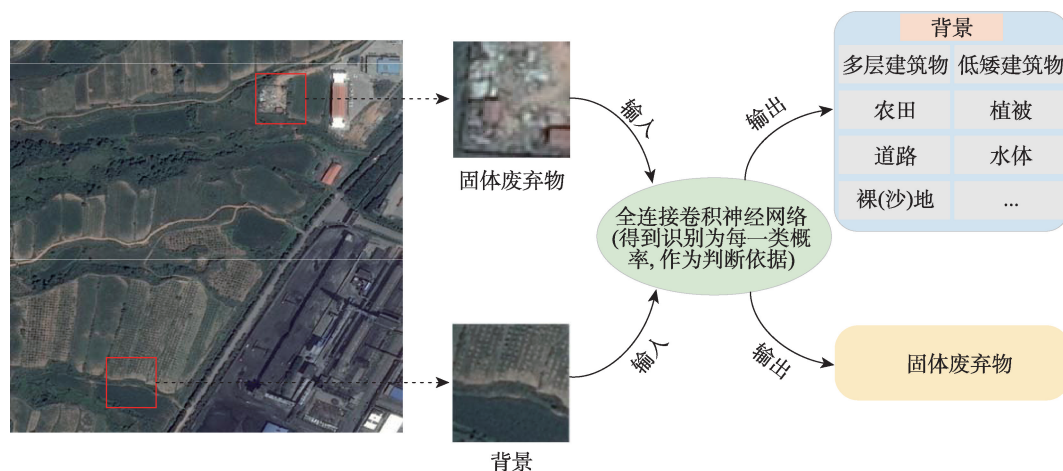 背景
多层建筑物 低矮建筑物
农田 植被
道路 水体
裸(沙)地 ...
固体废弃物
输入
输出
全连接卷积神经网络
(得到识别为每一类概
率, 作为判断依据)
输入
输出
固体废弃物
背景